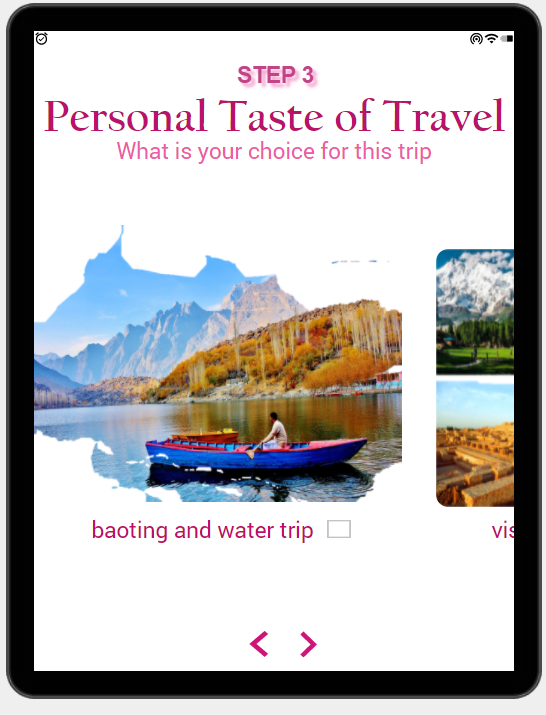 STEP 3
Personal Taste of Travel
What is your choice for this trip
baoting and water trip
vis